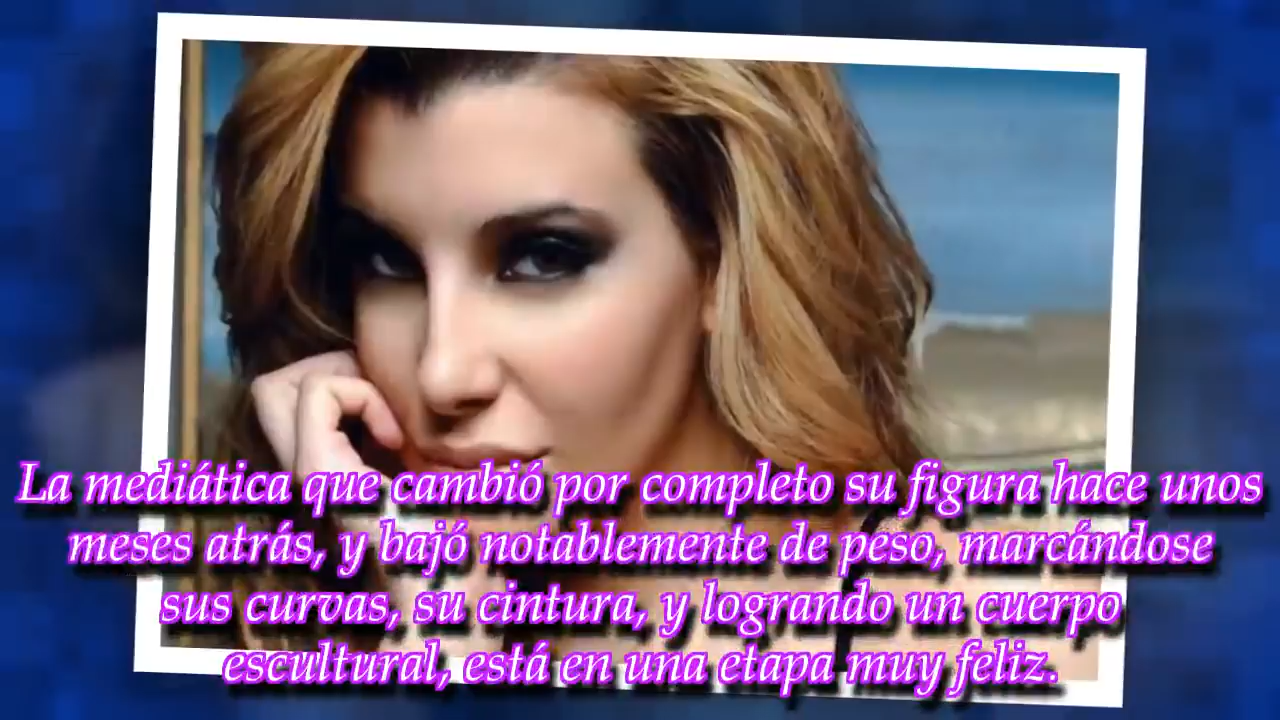 La mediática que cambió por completo su figura hace unos
meses atrás, y bajó notablemente de peso, marcándose
sus curvas, su cintura, y logrando un cuerpo
escultural, está en una etapa muy feliz.